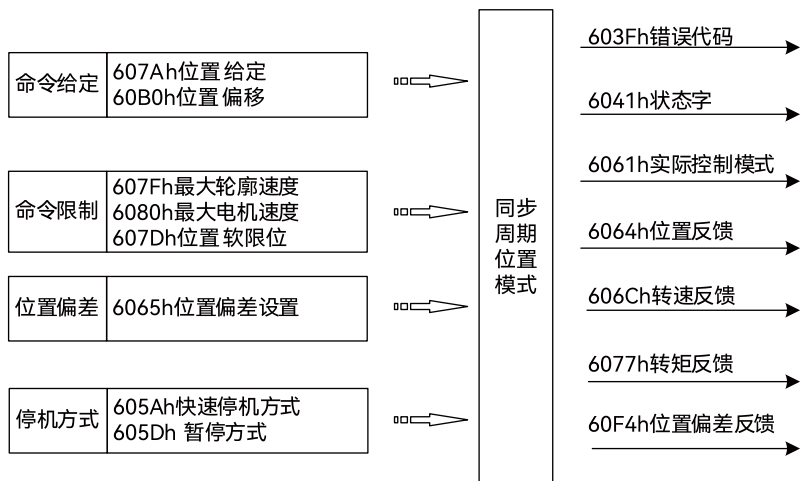 命令给定
607Ah位置给定
60B0h位置偏移
命令限制
607Fh最大轮廓速度
6080h最大电机速度
607Dh位置软限位
位置偏差
6065h位置偏差设置
停机方式
605Ah快速停机方式
605Dh 暂停方式
同步
周期
位置
模式
603Fh错误代码
6041h状态字
6061h实际控制模式
6064h位置反馈
606Ch转速反馈
6077h转矩反馈
60F4h位置偏差反馈